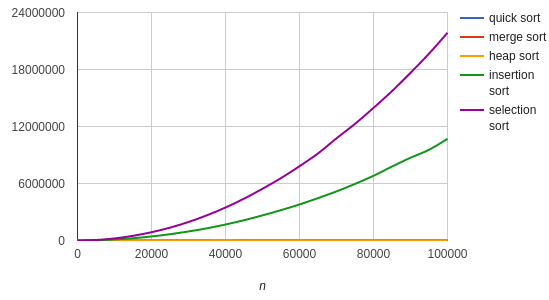 24000000
18000000
12000000
6000000
0
0
20000
40000
60000
80000
100000
n
quick sort
merge sort
heap sort
insertion
sort
selection
sort